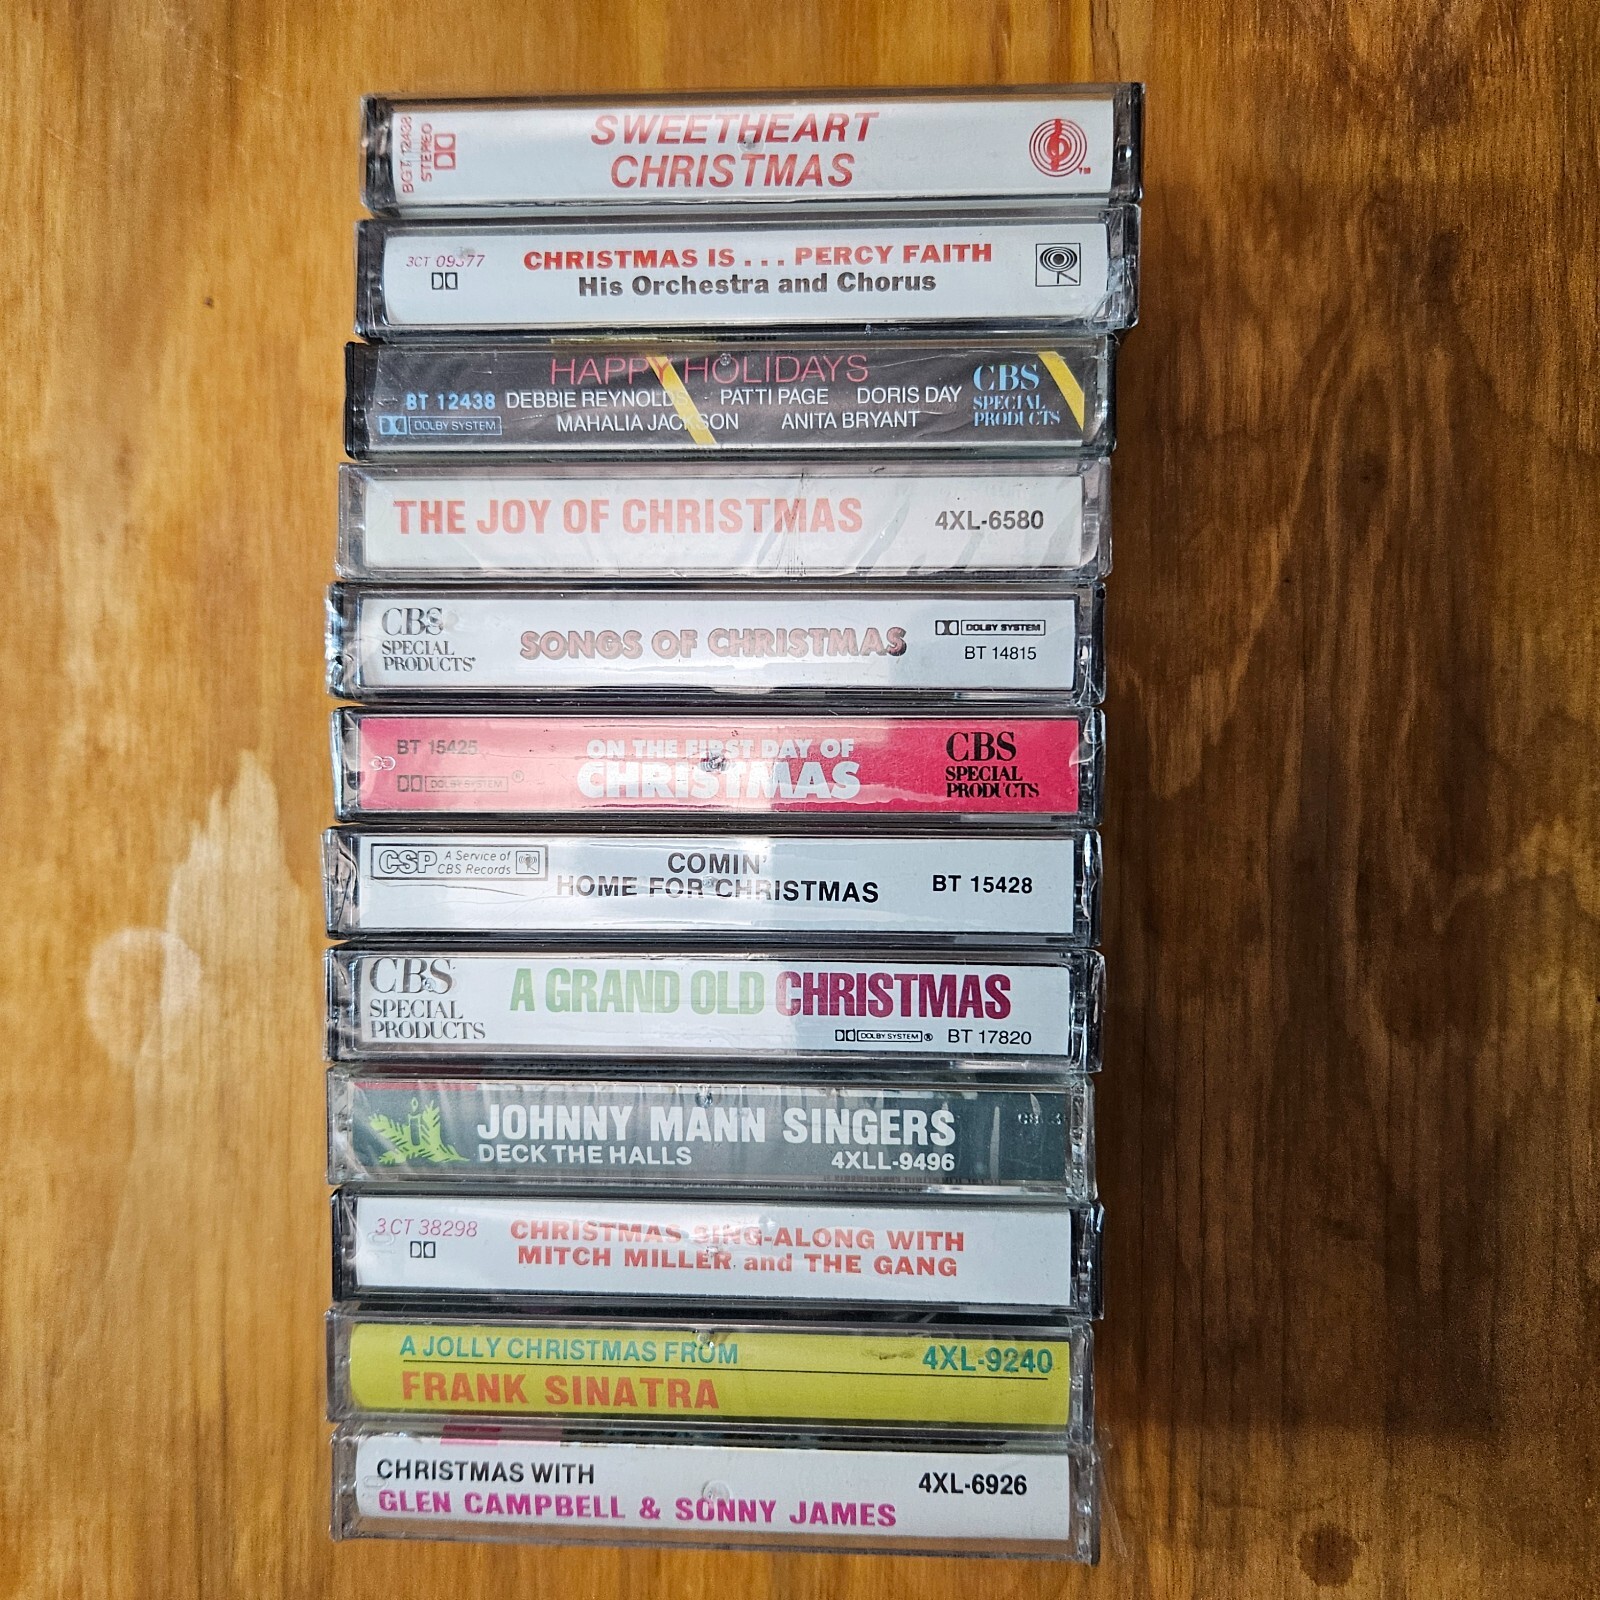 BGT 12438
STEREO
SWEETHEART
CHRISTMAS
TM
3CT 09377
CHRISTMAS IS... PERCY FAITH
His Orchestra and Chorus
HAPPY HOLIDAYS
BT 12438 DEBBIE REYNOLDS PATTI PAGE DORIS DAY
MAHALIA JACKSON ANITA BRYANT
DOLBY SYSTEM
CBS
SPECIAL
PRODUCTS
THE JOY OF CHRISTMAS 4XL-6580
CBS
SPECIAL
PRODUCTS
SONGS OF CHRISTMAS
DOLBY SYSTEM
BT 14815
BT 15425
DOLBY SYSTEM ®
ON THE FIRST DAY OF
CHRISTMAS
CBS
SPECIAL
PRODUCTS
CSP A Service of
CBS Records
COMIN'
HOME FOR CHRISTMAS
BT 15428
CBS
SPECIAL
PRODUCTS
A GRAND OLD CHRISTMAS
DOLBY SYSTEM ® BT 17820
JOHNNY MANN SINGERS
DECK THE HALLS 4XLL-9496
3CT 38298
CHRISTMAS SING-ALONG WITH
MITCH MILLER and THE GANG
A JOLLY CHRISTMAS FROM 4XL-9240
FRANK SINATRA
CHRISTMAS WITH 4XL-6926
GLEN CAMPBELL & SONNY JAMES